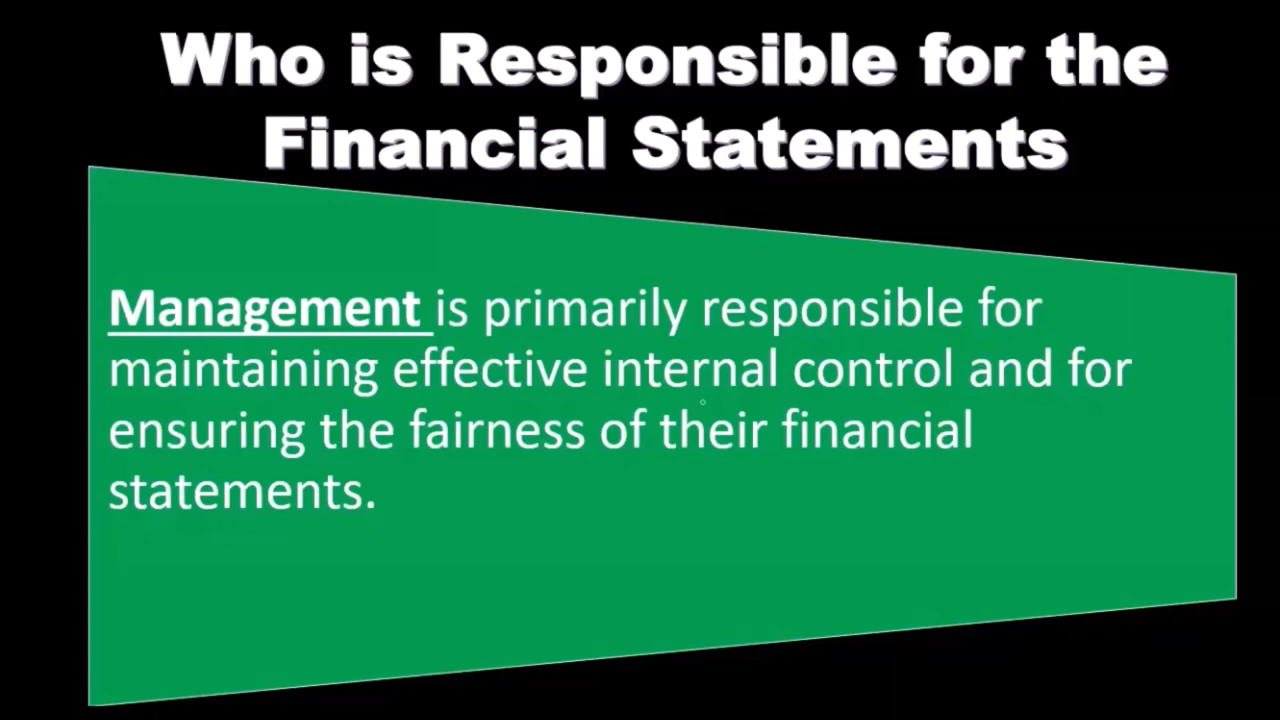 Who is Responsible for the
Financial Statements
Management is primarily responsible for
maintaining effective internal control and for
ensuring the fairness of their financial
statements.